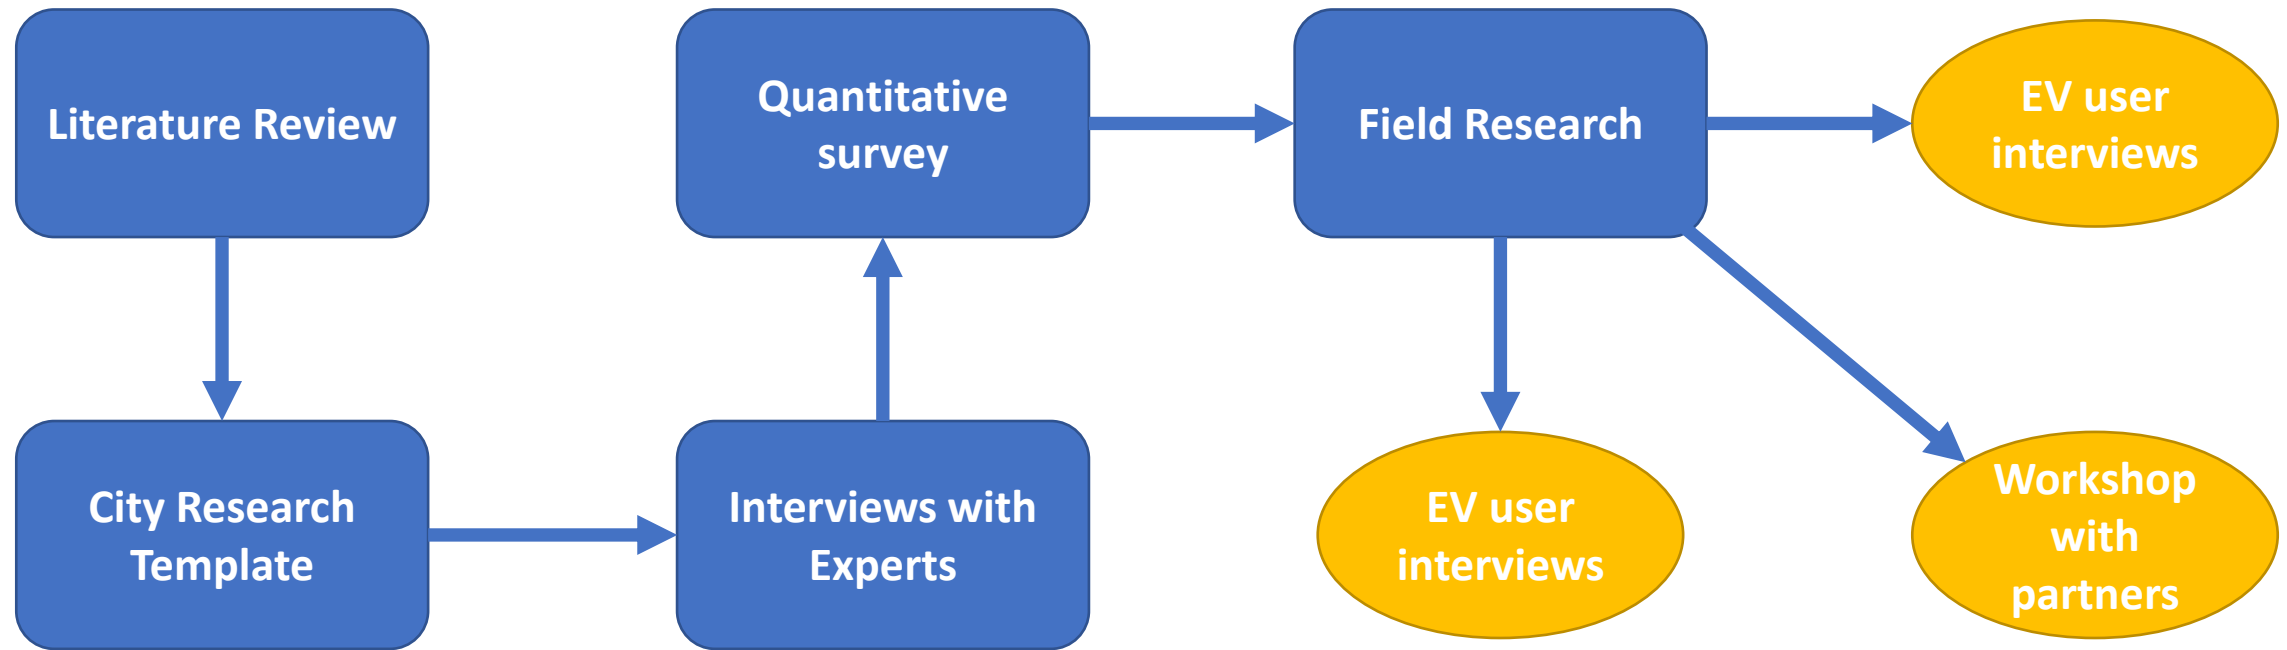 Literature Review
Quantitative
survey
Field Research
EV user
interviews
City Research
Template
Interviews with
Experts
EV user
interviews
Workshop
with
partners